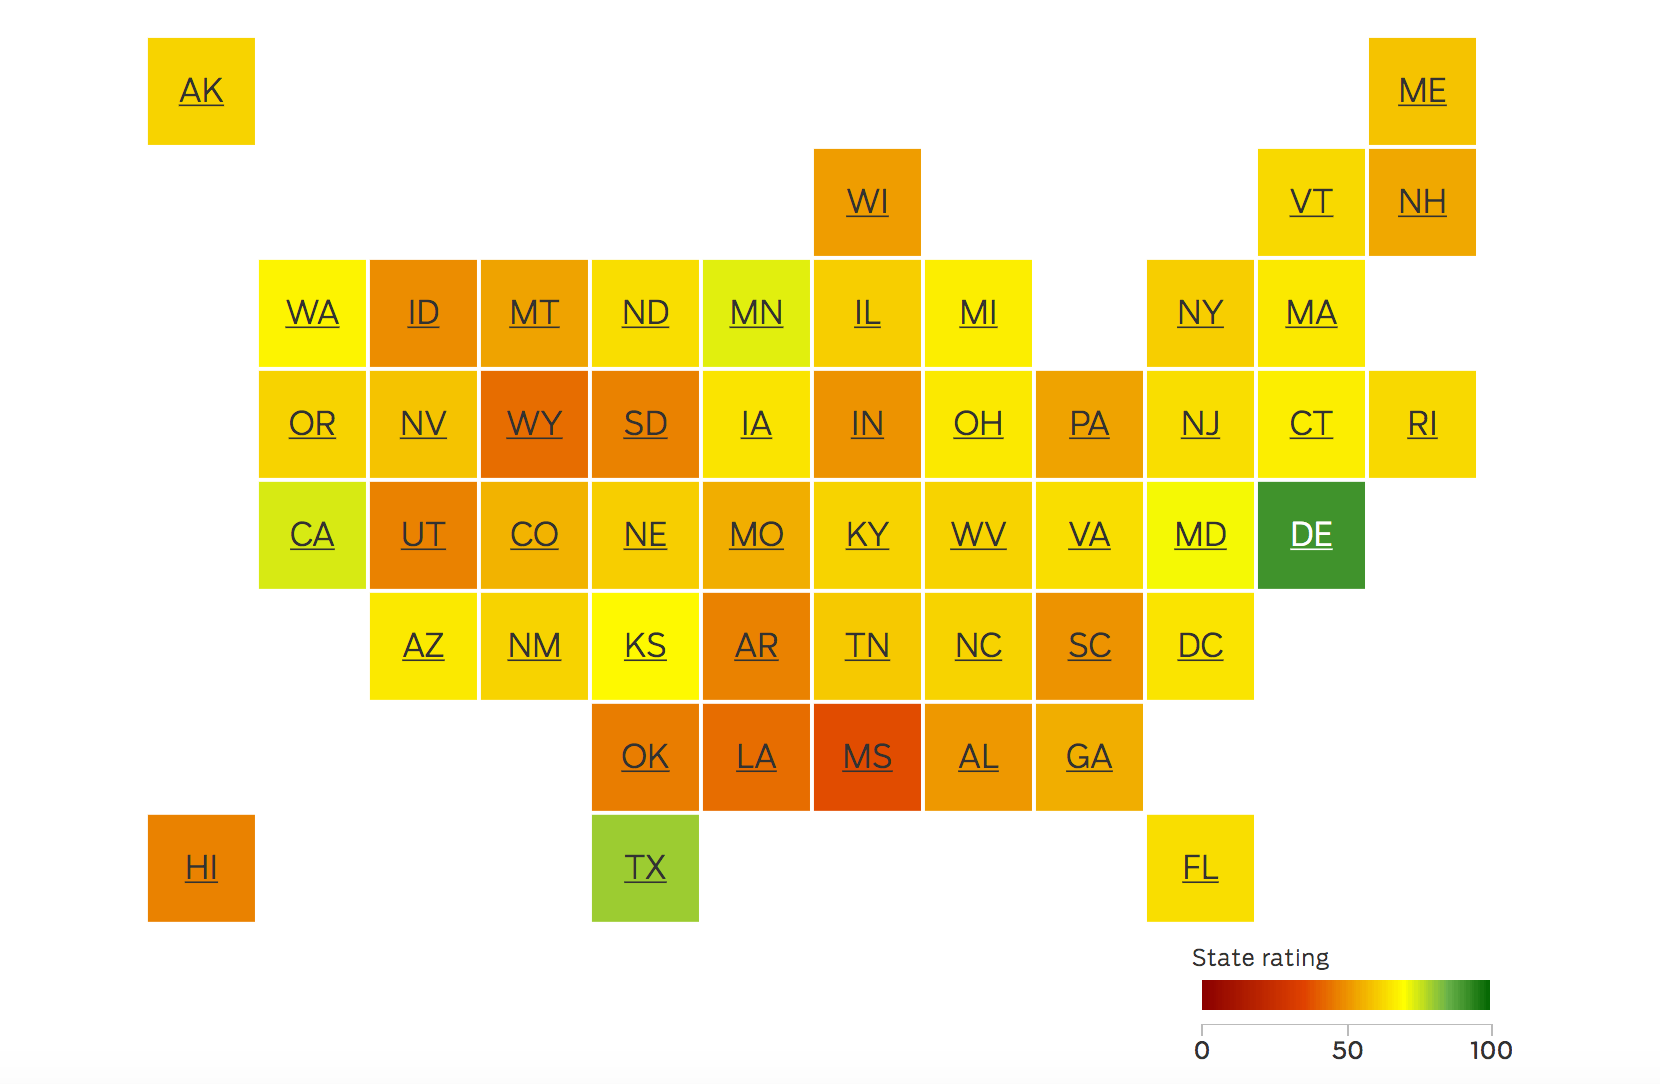 AK ME
WI VT NH
WA ID MT ND MN IL MI NY MA
OR NV WY SD IA IN OH PA NJ CT RI
CA UT CO NE MO KY WV VA MD DE
AZ NM KS AR TN NC SC DC
OK LA MS AL GA
HI TX FL
State rating
0 50 100